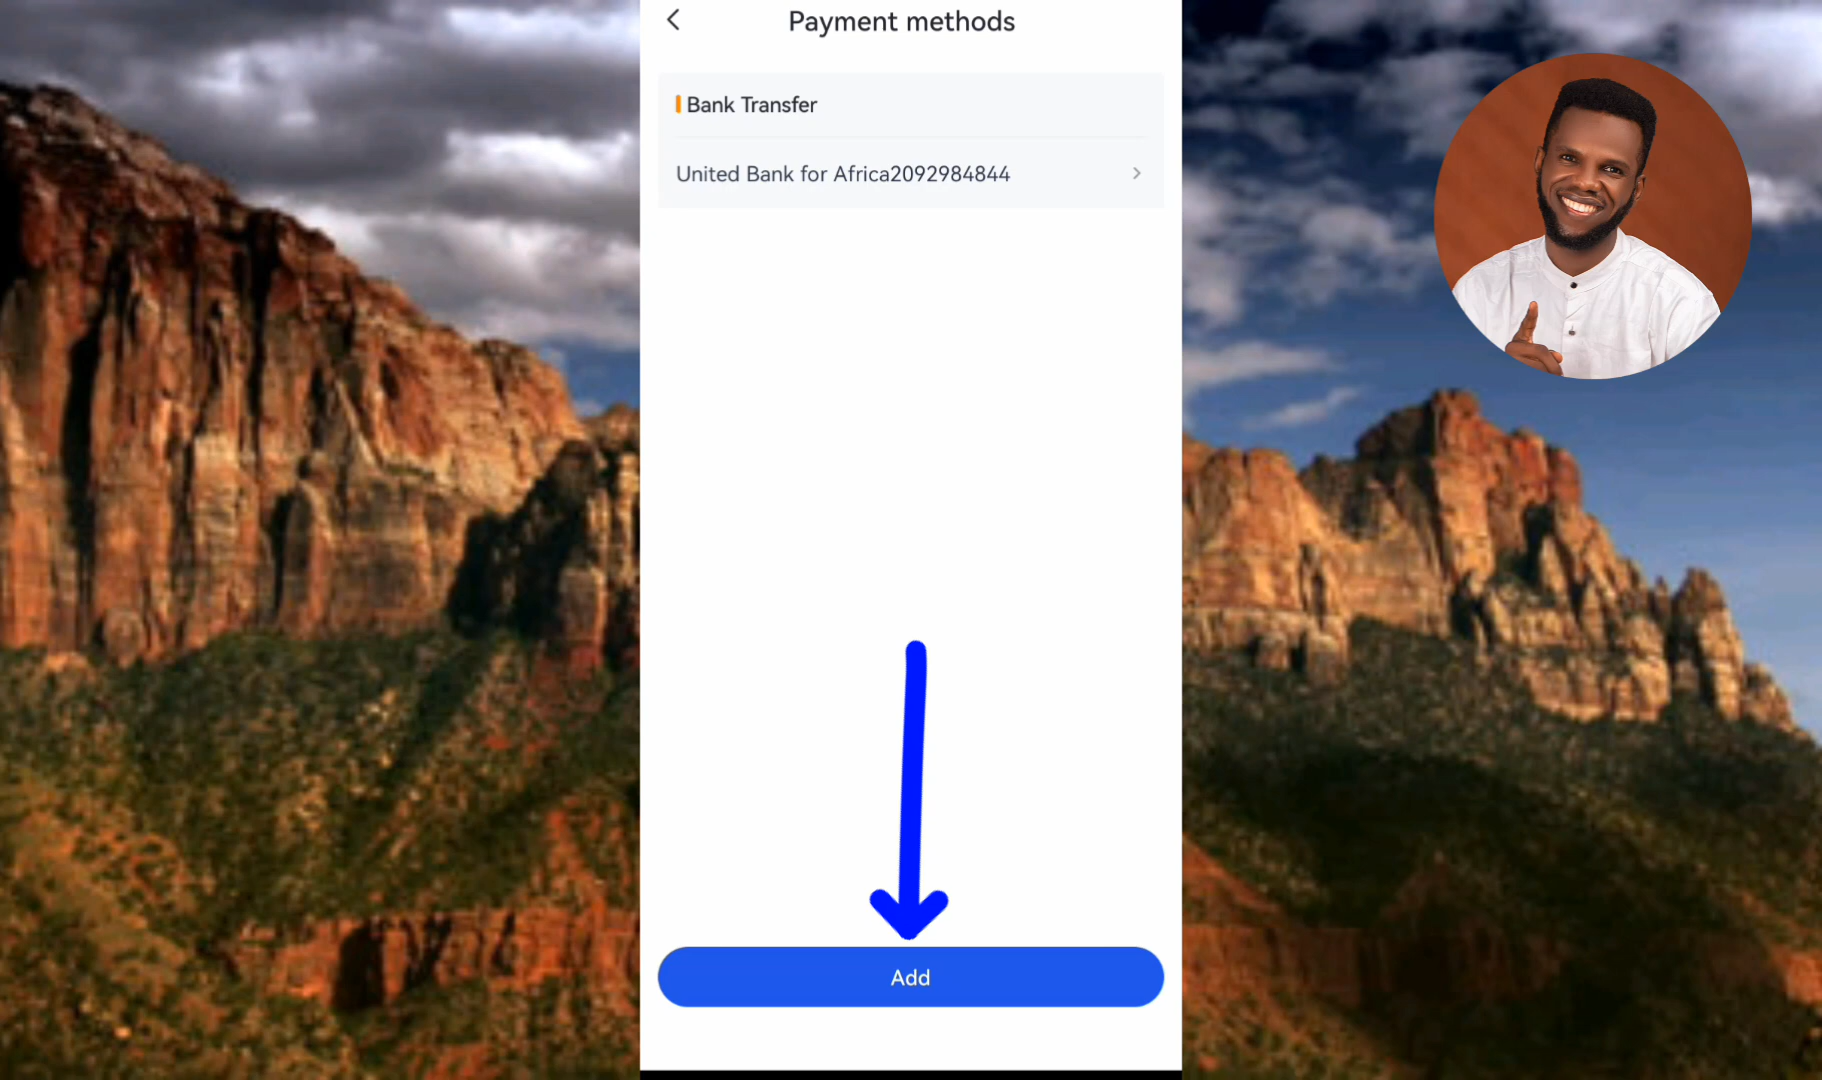 Payment methods
Bank Transfer
United Bank for Africa2092984844
Add